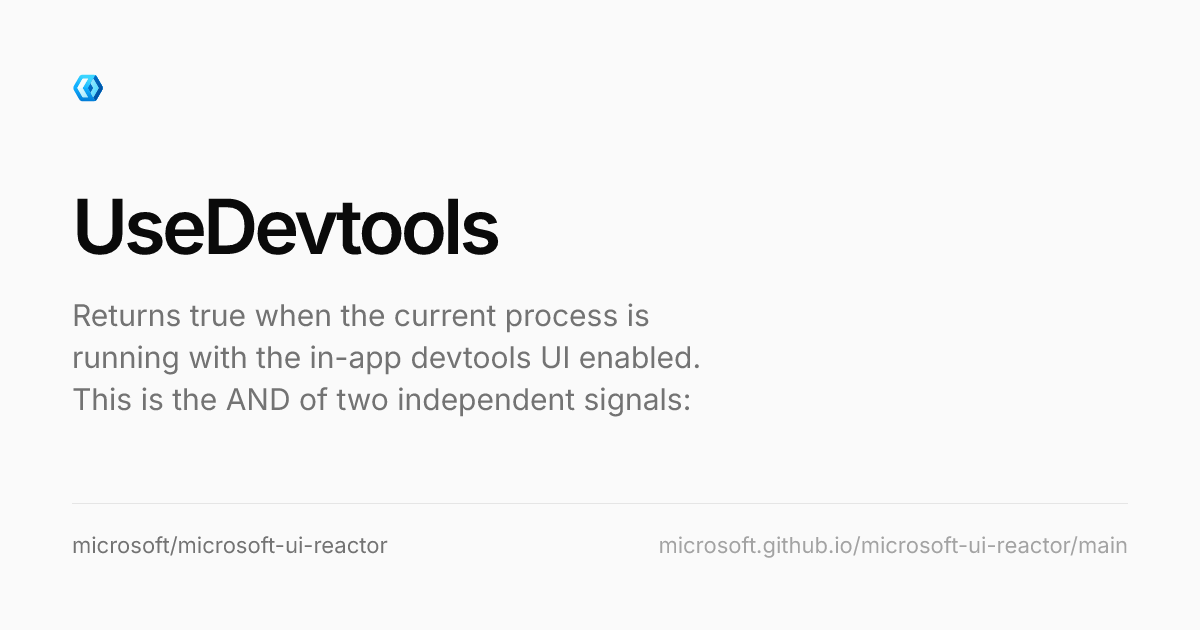 UseDevtools
Returns true when the current process is
running with the in-app devtools UI enabled.
This is the AND of two independent signals:
microsoft/microsoft-ui-reactor
microsoft.github.io/microsoft-ui-reactor/main